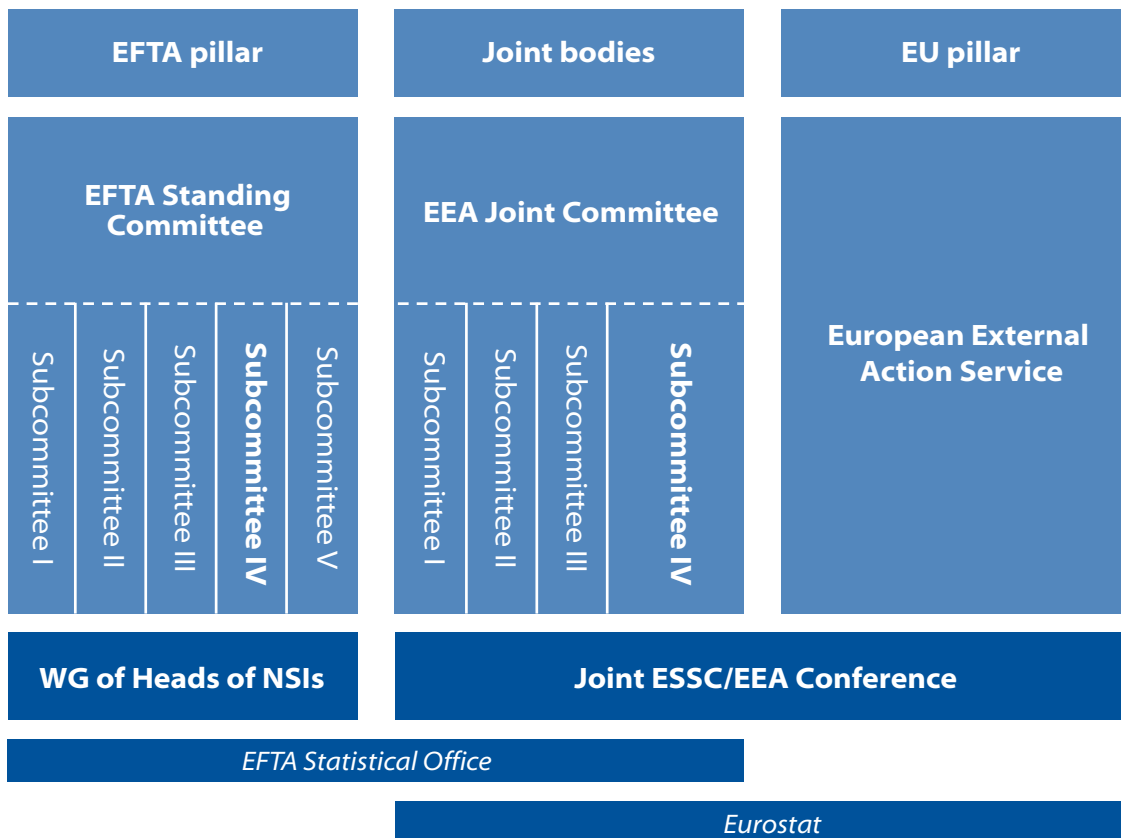 EFTA pillar
Joint bodies
EU pillar
EFTA Standing
Committee
EEA Joint Committee
European External
Action Service
Subcommittee I
Subcommittee II
Subcommittee III
Subcommittee IV
Subcommittee V
Subcommittee I
Subcommittee II
Subcommittee III
Subcommittee IV
WG of Heads of NSIs
Joint ESSC/EEA Conference
EFTA Statistical Office
Eurostat